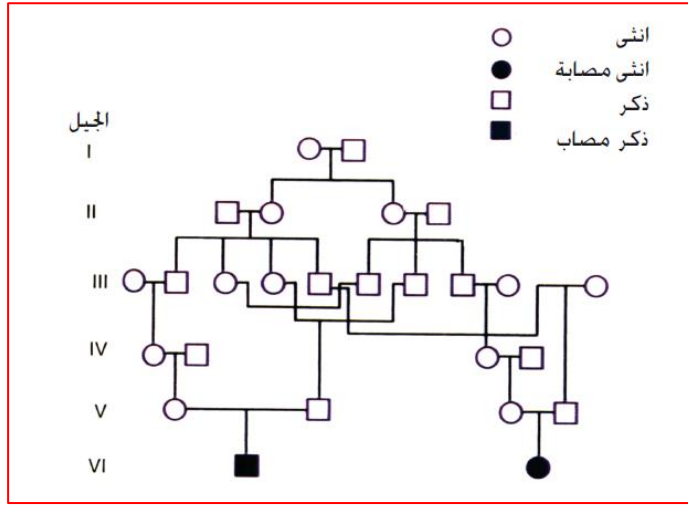 انثى
انثى مصابة
ذكر
ذكر مصاب
الجيل
I
II
III
IV
V
VI